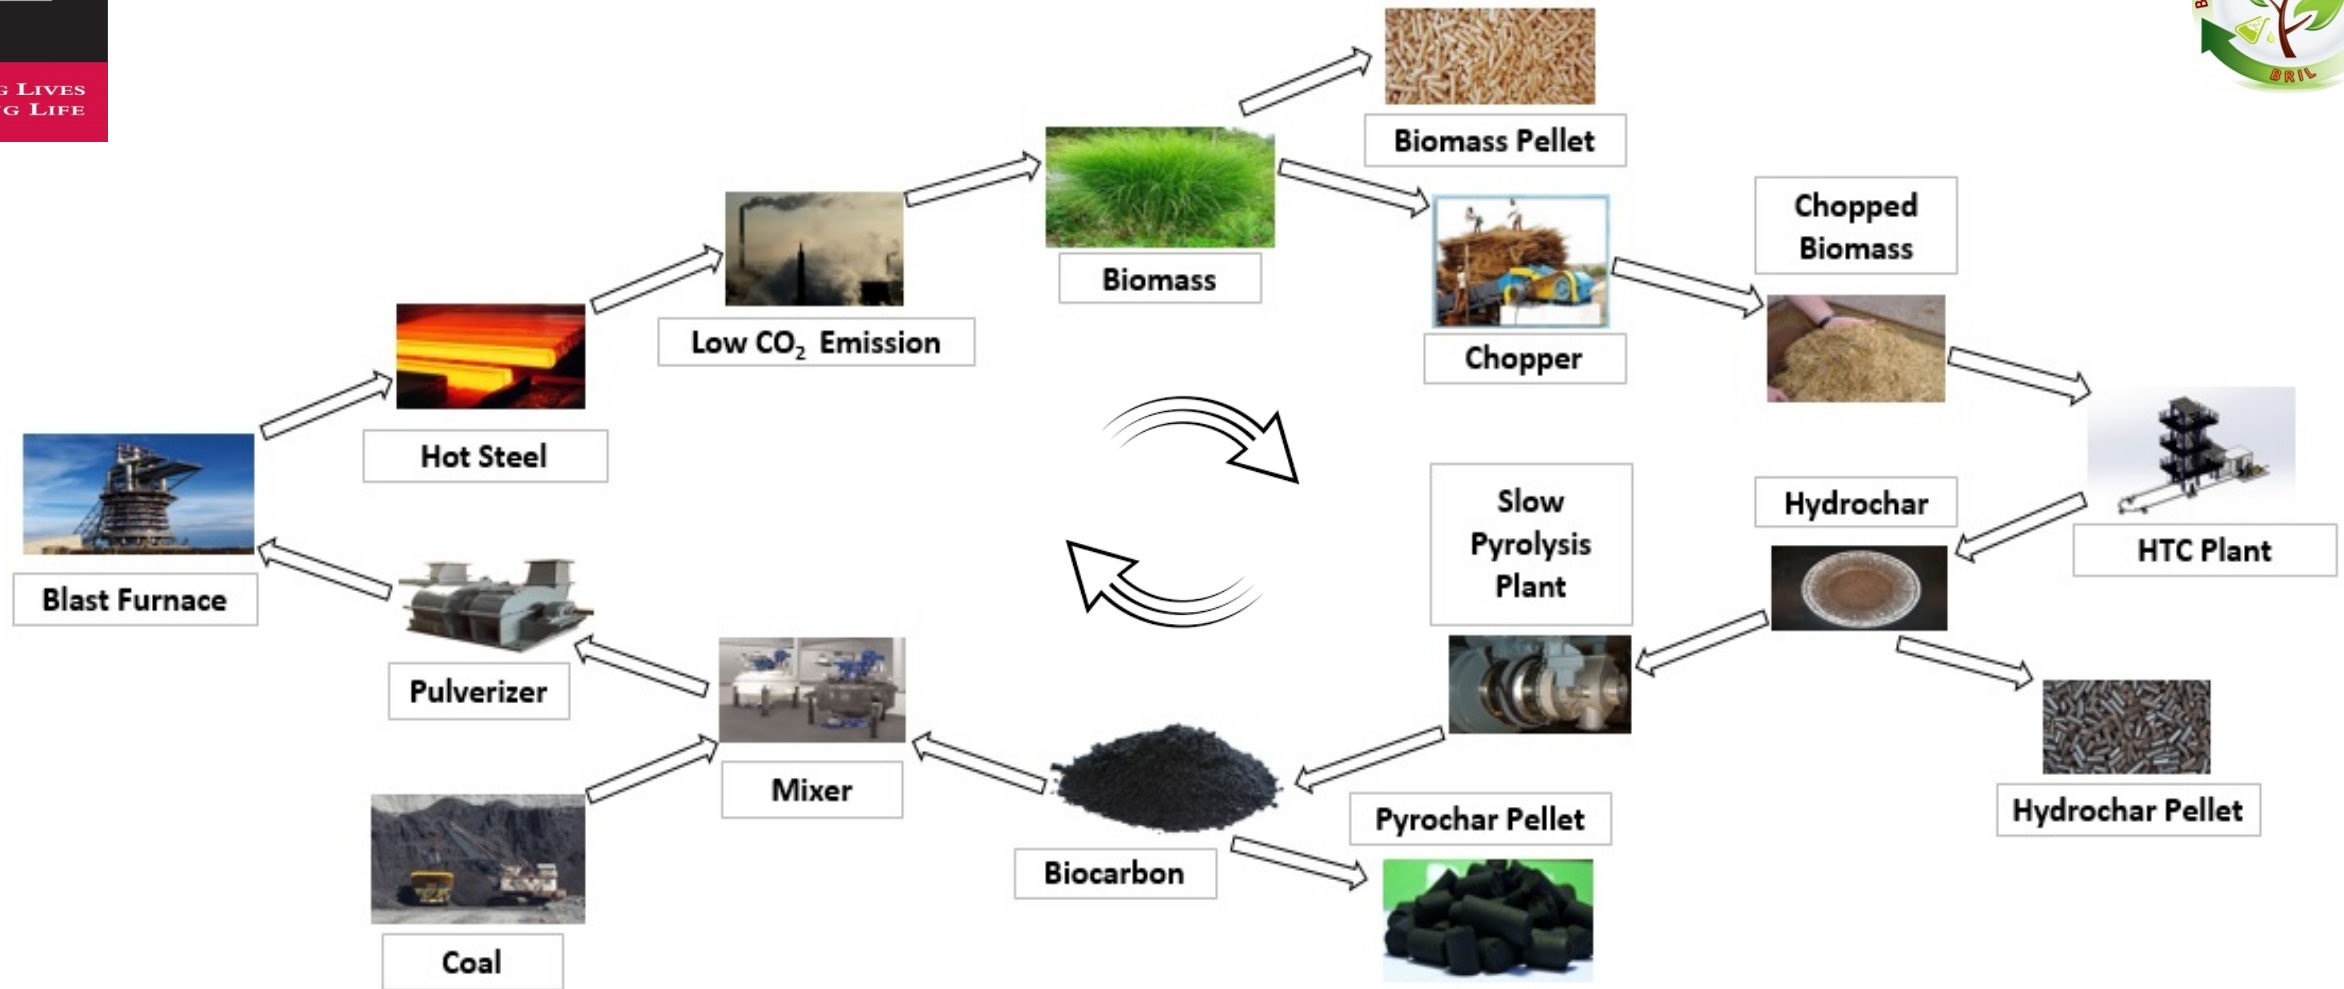 G LIVES
NG LIFE
BRIL
Biomass Pellet
Chopped
Biomass
Biomass
Low CO₂ Emission
Chopper
Hot Steel
Slow
Pyrolysis
Plant
Hydrochar
HTC Plant
Blast Furnace
Pulverizer
Mixer
Pyrochar Pellet
Hydrochar Pellet
Biocarbon
Coal